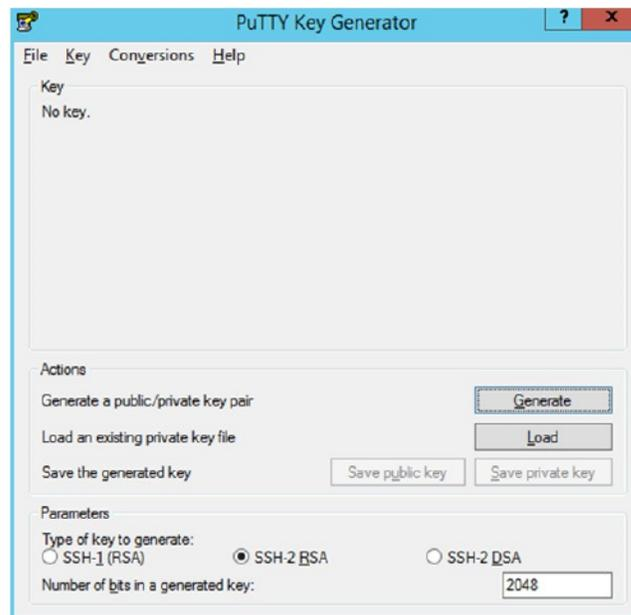 PuTTY Key Generator ? x
File Key Conversions Help
Key
No key.
Actions
Generate a public/private key pair Generate
Load an existing private key file Load
Save the generated key Save public key Save private key
Parameters
Type of key to generate:
SSH-1 (RSA) SSH-2 RSA SSH-2 DSA
Number of bits in a generated key: 2048